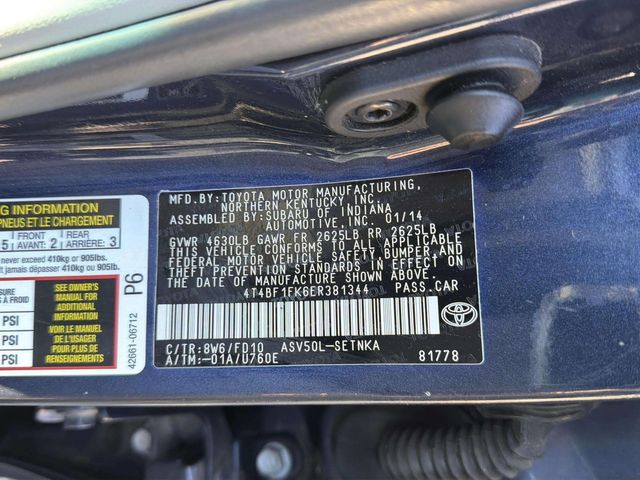 NG INFORMATION
PNEUS ET LE CHARGEMENT
5 FRONT AVANT: 2 REAR ARRIÈRE: 3
never exceed 410kg or 905lbs.
jamais dépasser 410kg ou 905lb.
SEE OWNER'S
MANUAL FOR
ADDITIONAL
INFORMATION
VOIR LE MANUEL
DE L'USAGER
POUR PLUS DE
RENSEIGNEMENTS
PSI
PSI
PSI
P6
42661-06712
MFD.BY:TOYOTA MOTOR MANUFACTURING,
NORTHERN KENTUCKY INC.
ASSEMBLED BY:SUBARU OF INDIANA
AUTOMOTIVE INC. 01/14
GVWR 4630LB GAWR FR 2625LB RR 2625LB
THIS VEHICLE CONFORMS TO ALL APPLICABLE
FEDERAL MOTOR VEHICLE SAFETY, BUMPER, AND
THEFT PREVENTION STANDARDS IN EFFECT ON
THE DATE OF MANUFACTURE SHOWN ABOVE.
4T4BF1FK6ER381344 PASS.CAR
C/TR:8W6/FD10 ASV50L-SETNKA
A/TM:-01A/U760E 81778
TOYOTA